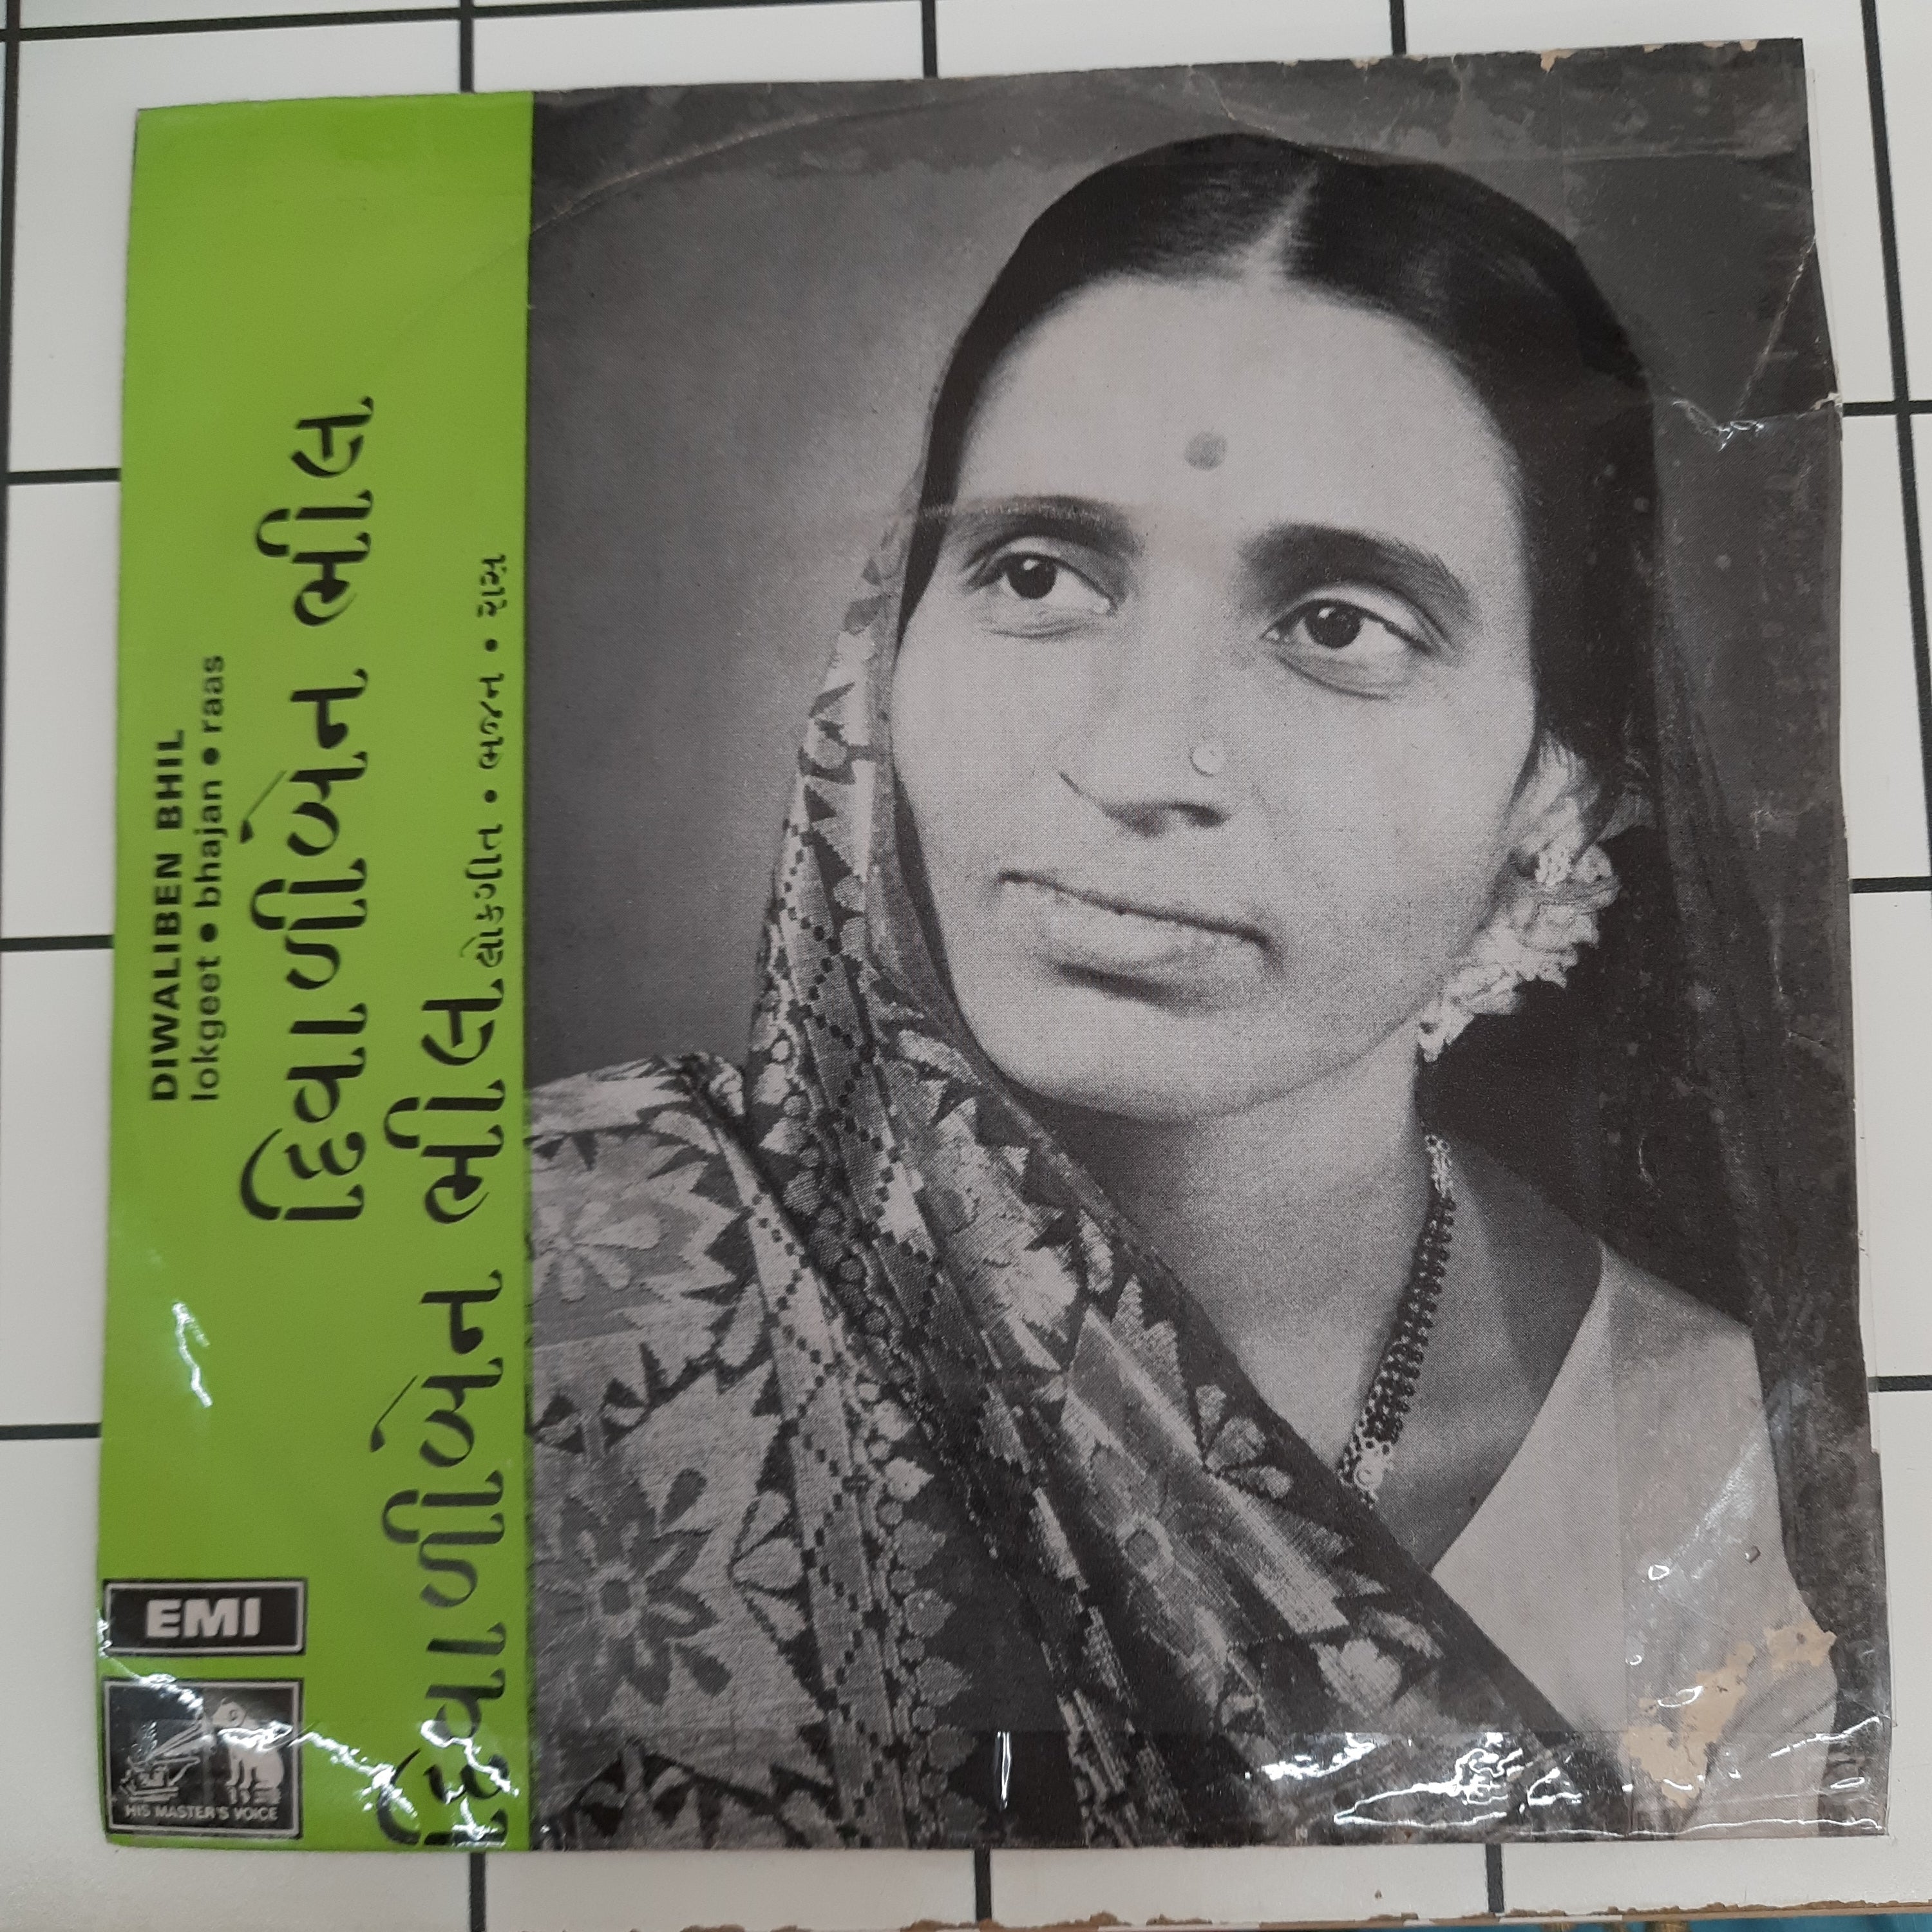 DIWALIBEN BHIL
lokgeet • bhajan • raas
દિવાળીબેન ભીલ
દિવાળીબેન ભીલ
લોકગીત • ભજન • રાસ
EMI
HIS MASTER'S VOICE